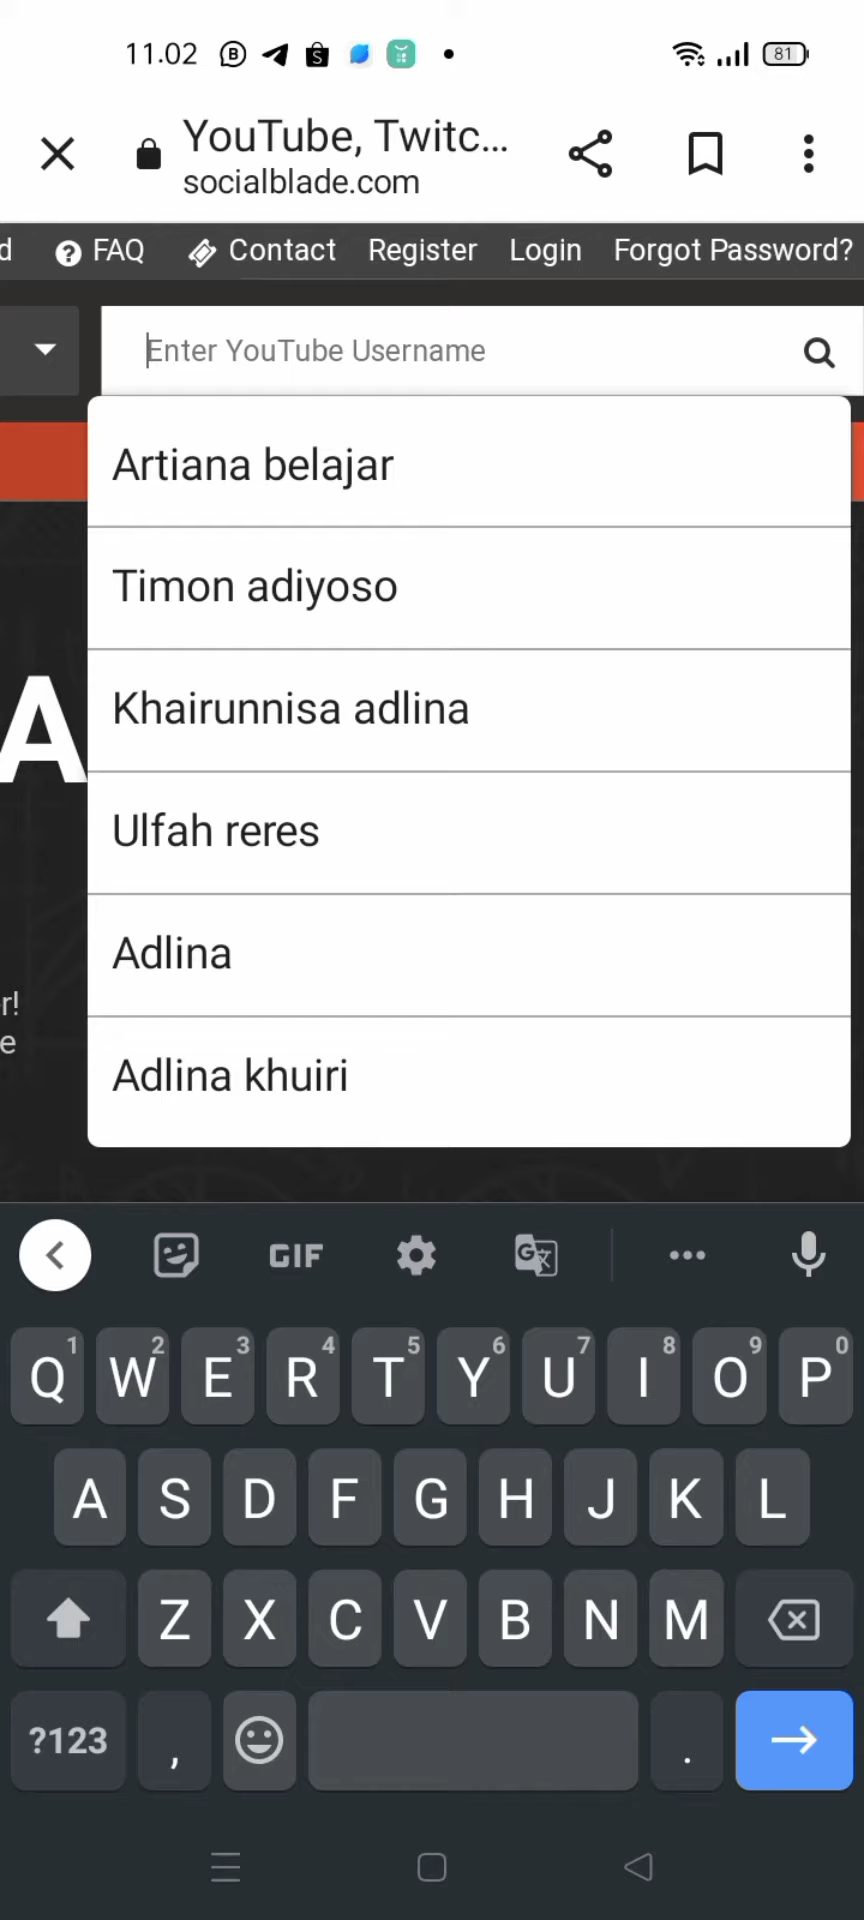 11.02 81
YouTube, Twitc...
socialblade.com
d FAQ Contact Register Login Forgot Password?
Enter YouTube Username
Artiana belajar
Timon adiyoso
Khairunnisa adlina
A
Ulfah reres
Adlina
r!
e
Adlina khuiri
GIF
1 2 3 4 5 6 7 8 9 0
Q W E R T Y U I O P
A S D F G H J K L
Z X C V B N M
?123 , .